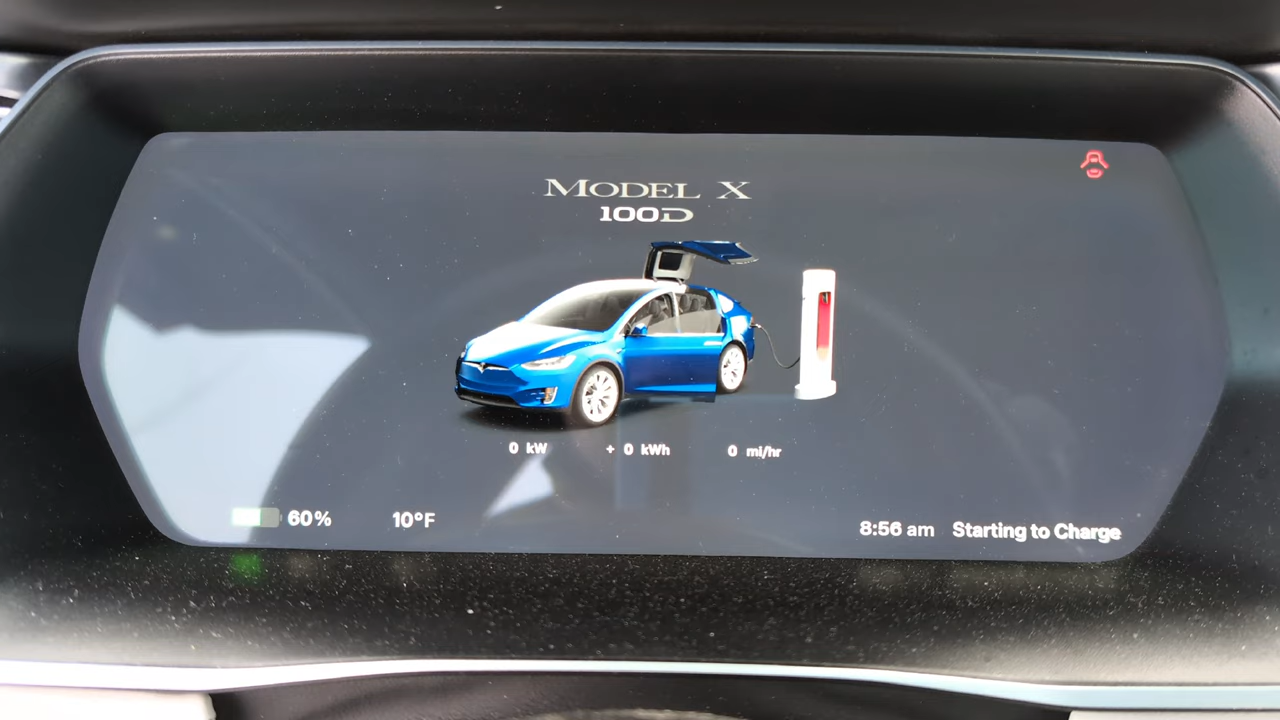 MODEL X
100D
0 kW + 0 kWh 0 mi/hr
60% 10°F 8:56 am Starting to Charge